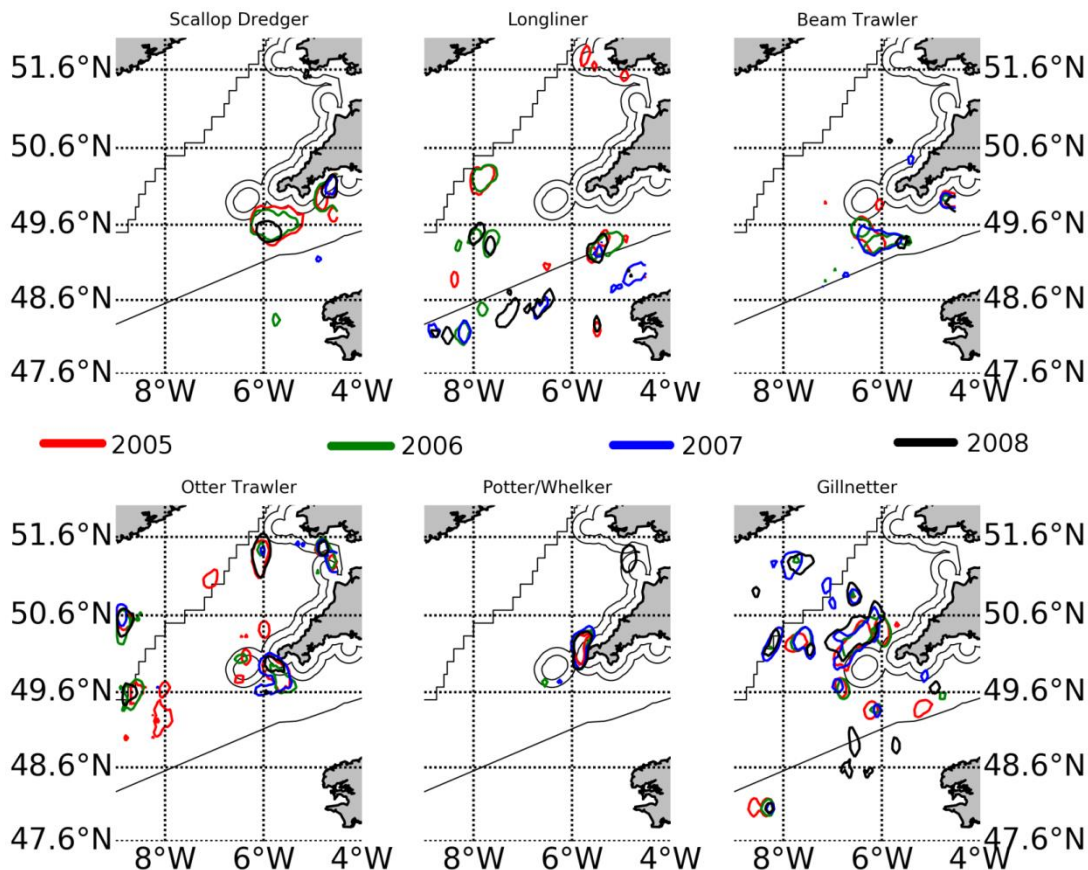 Scallop Dredger Longliner Beam Trawler
51.6°N 51.6°N
50.6°N 50.6°N
49.6°N 49.6°N
48.6°N 48.6°N
47.6°N 47.6°N
8°W 6°W 4°W 8°W 6°W 4°W 8°W 6°W 4°W
2005 2006 2007 2008
Otter Trawler Potter/Whelker Gillnetter
51.6°N 51.6°N
50.6°N 50.6°N
49.6°N 49.6°N
48.6°N 48.6°N
47.6°N 47.6°N
8°W 6°W 4°W 8°W 6°W 4°W 8°W 6°W 4°W